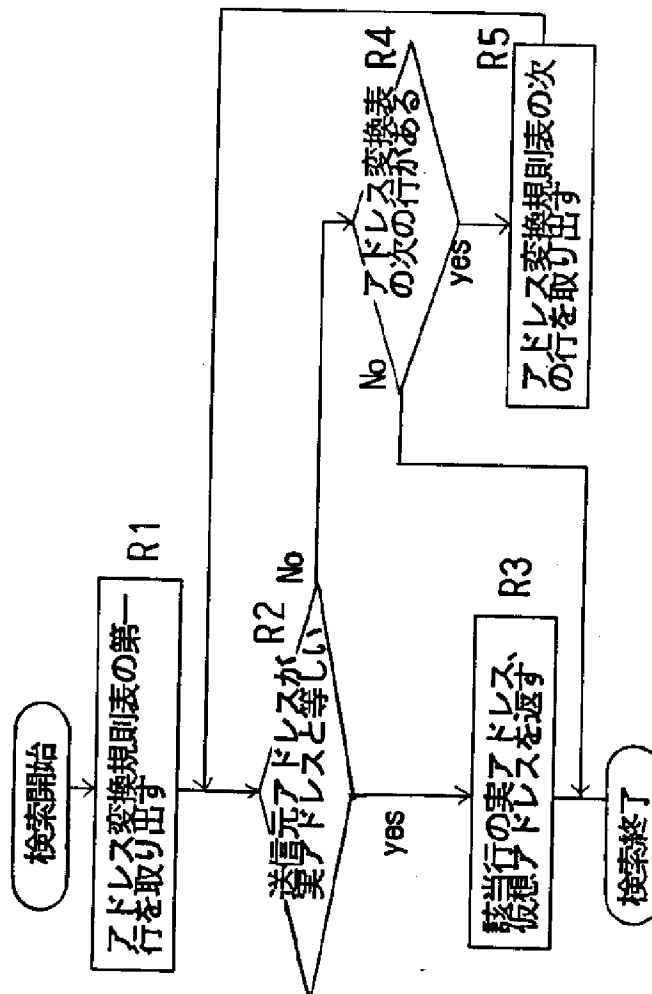 検索開始
アドレス変換規則表の第一
行を取り出す
R1
送信元アドレスが
実アドレスと等しい
R2
No
yes
該当行の実アドレス、
仮想アドレスを返す
R3
検索終了
アドレス変換表
の次の行がある
R4
No
yes
アドレス変換規則表の次
の行を取り出す
R5